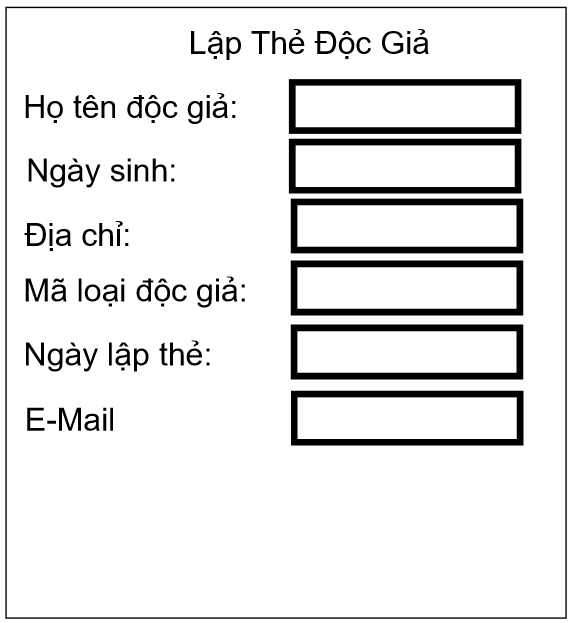 Lập Thẻ Độc Giả
Họ tên độc giả:
Ngày sinh:
Địa chỉ:
Mã loại độc giả:
Ngày lập thẻ:
E-Mail